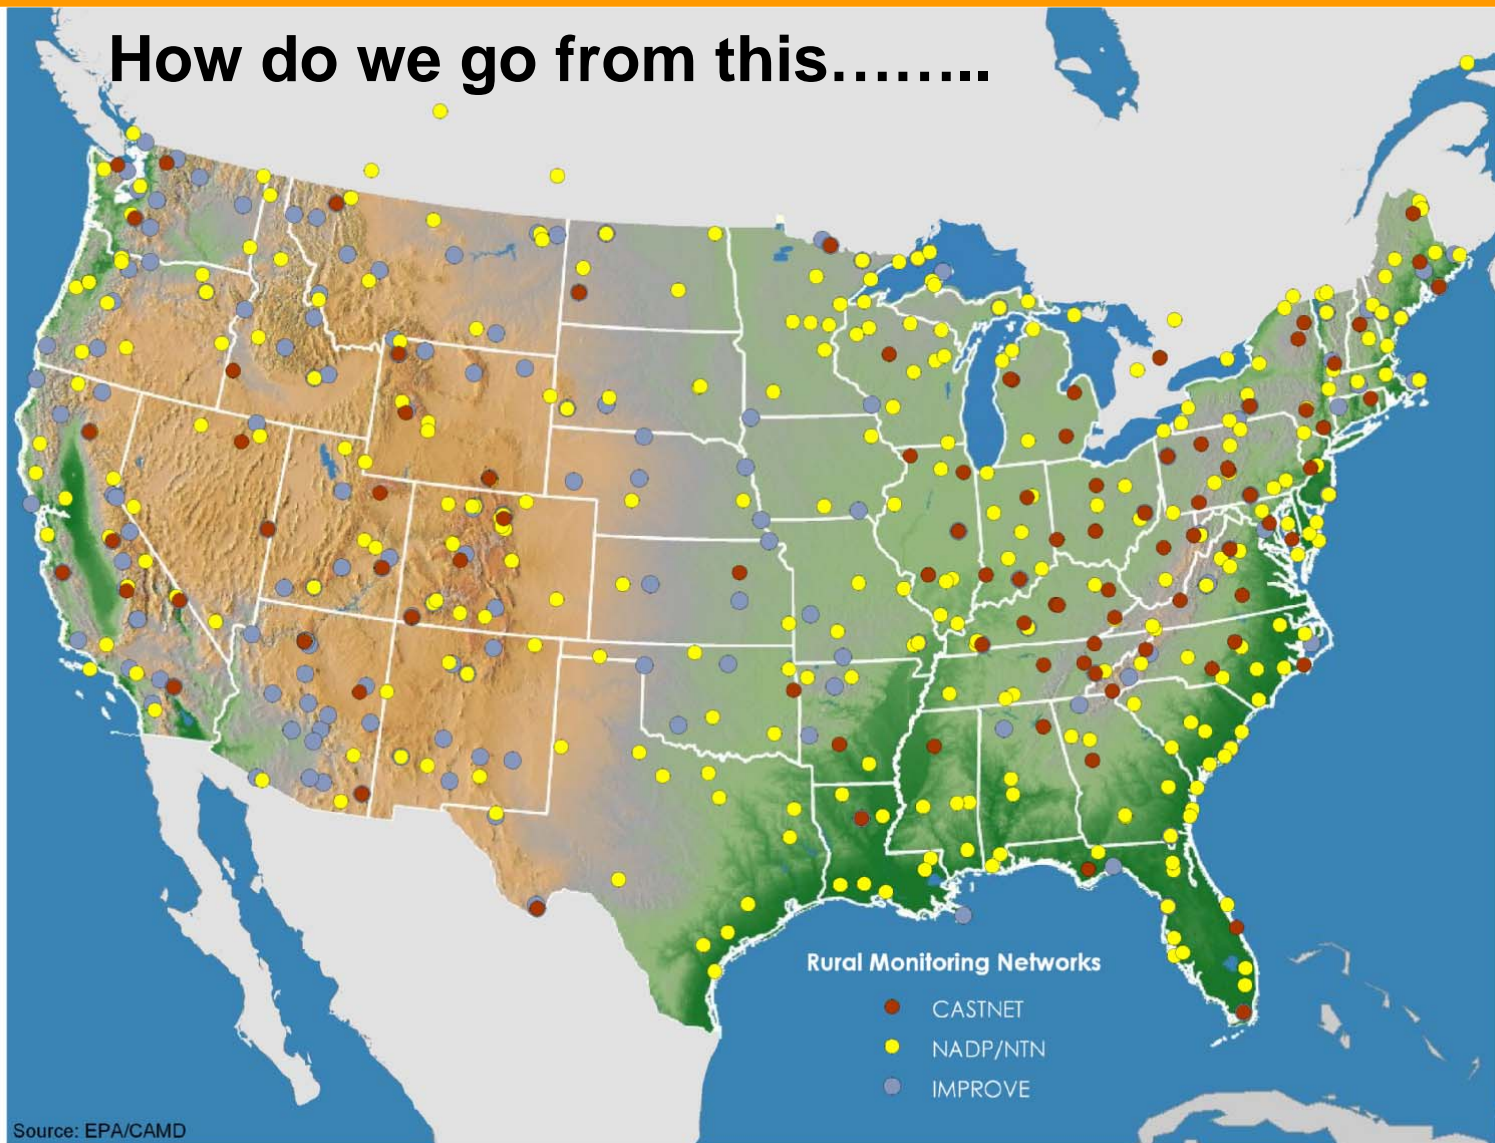 How do we go from this……..
Rural Monitoring Networks
CASTNET
NADP/NTN
IMPROVE
Source: EPA/CAMD